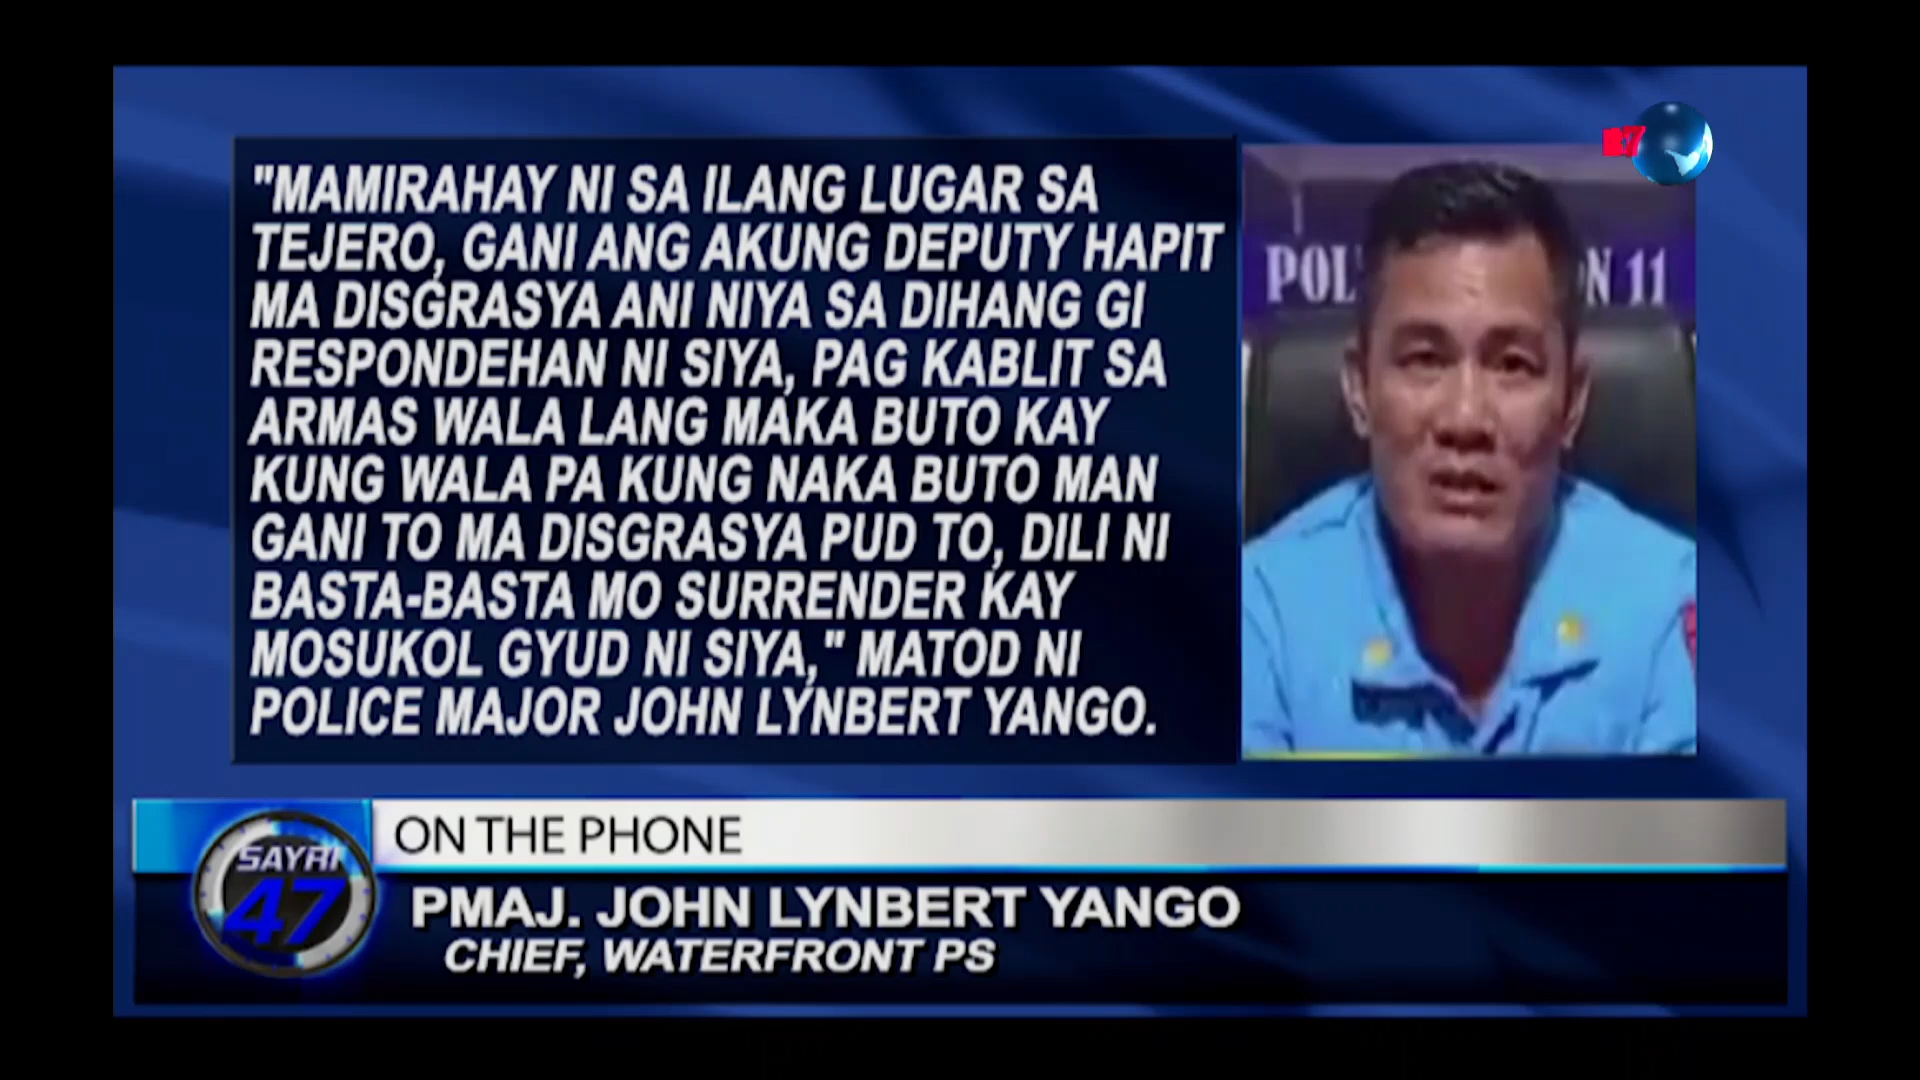 "MAMIRAHAY NI SA ILANG LUGAR SA
TEJERO, GANI ANG AKUNG DEPUTY HAPIT
MA DISGRASYA ANI NIYA SA DIHANG GI
RESPONDEHAN NI SIYA, PAG KABLIT SA
ARMAS WALA LANG MAKA BUTO KAY
KUNG WALA PA KUNG NAKA BUTO MAN
GANI TO MA DISGRASYA PUD TO, DILI NI
BASTA-BASTA MO SURRENDER KAY
MOSUKOL GYUD NI SIYA," MATOD NI
POLICE MAJOR JOHN LYNBERT YANGO.
ON 11
ON THE PHONE
SAYRI
47
PMAJ. JOHN LYNBERT YANGO
CHIEF, WATERFRONT PS